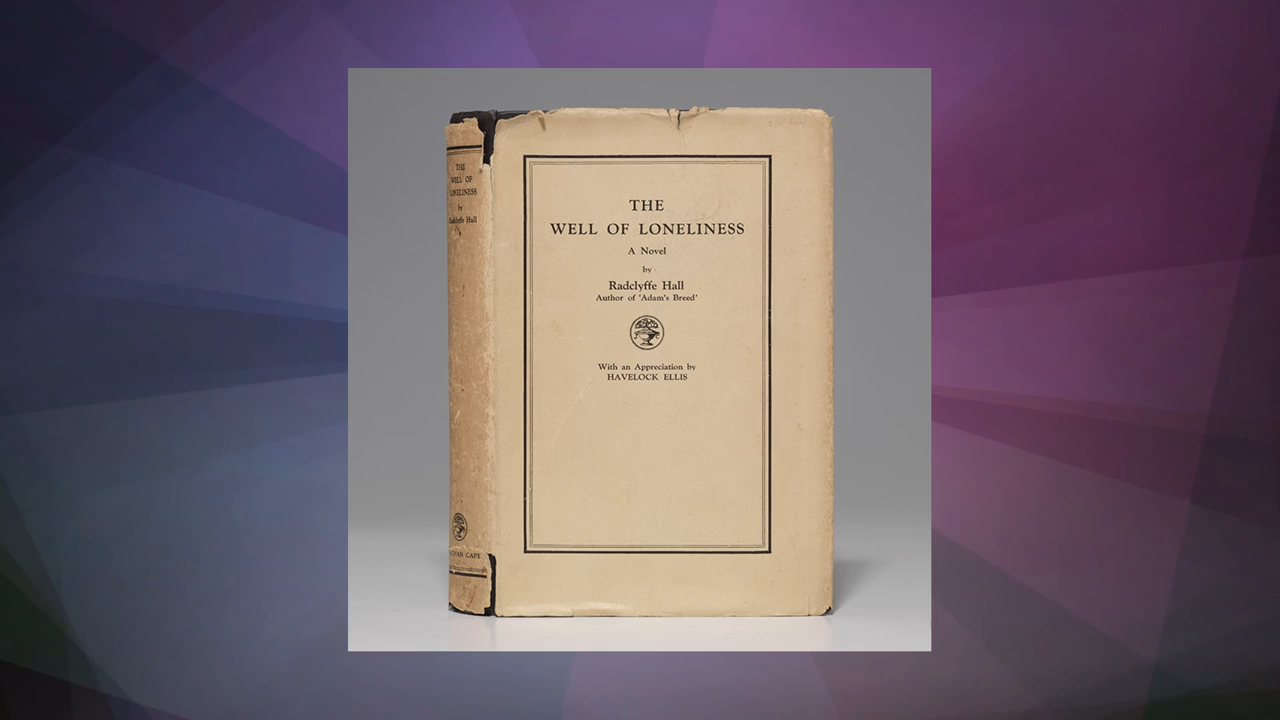 THE
WELL OF
LONELINESS
by
Radclyffe Hall
THE
WELL OF LONELINESS
A Novel
by
Radclyffe Hall
Author of 'Adam's Breed'
With an Appreciation by
HAVELOCK ELLIS
CAPE